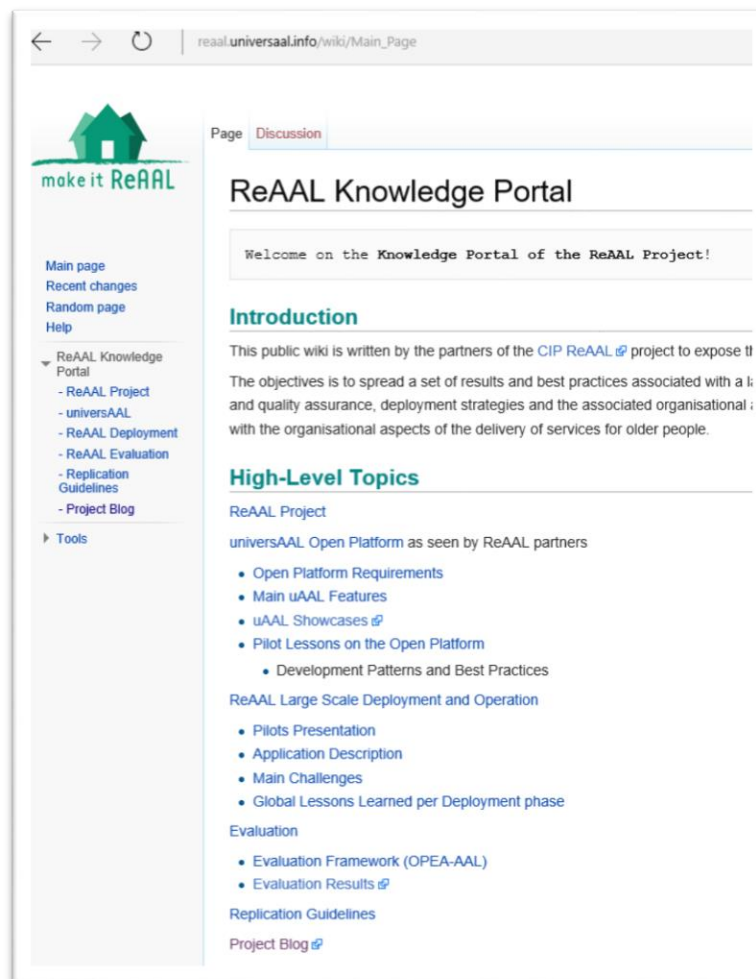 reaal.universaal.info/wiki/Main_Page
make it ReAAL
Page Discussion
ReAAL Knowledge Portal
Welcome on the Knowledge Portal of the ReAAL Project!
Main page
Recent changes
Random page
Help
ReAAL Knowledge
Portal
- ReAAL Project
- universAAL
- ReAAL Deployment
- ReAAL Evaluation
- Replication
Guidelines
- Project Blog
Tools
Introduction
This public wiki is written by the partners of the CIP ReAAL project to expose
The objectives is to spread a set of results and best practices associated with a
and quality assurance, deployment strategies and the associated organisational
with the organisational aspects of the delivery of services for older people.
High-Level Topics
ReAAL Project
universAAL Open Platform as seen by ReAAL partners
• Open Platform Requirements
• Main uAAL Features
• uAAL Showcases
• Pilot Lessons on the Open Platform
• Development Patterns and Best Practices
ReAAL Large Scale Deployment and Operation
• Pilots Presentation
• Application Description
• Main Challenges
• Global Lessons Learned per Deployment phase
Evaluation
• Evaluation Framework (OPEA-AAL)
• Evaluation Results
Replication Guidelines
Project Blog